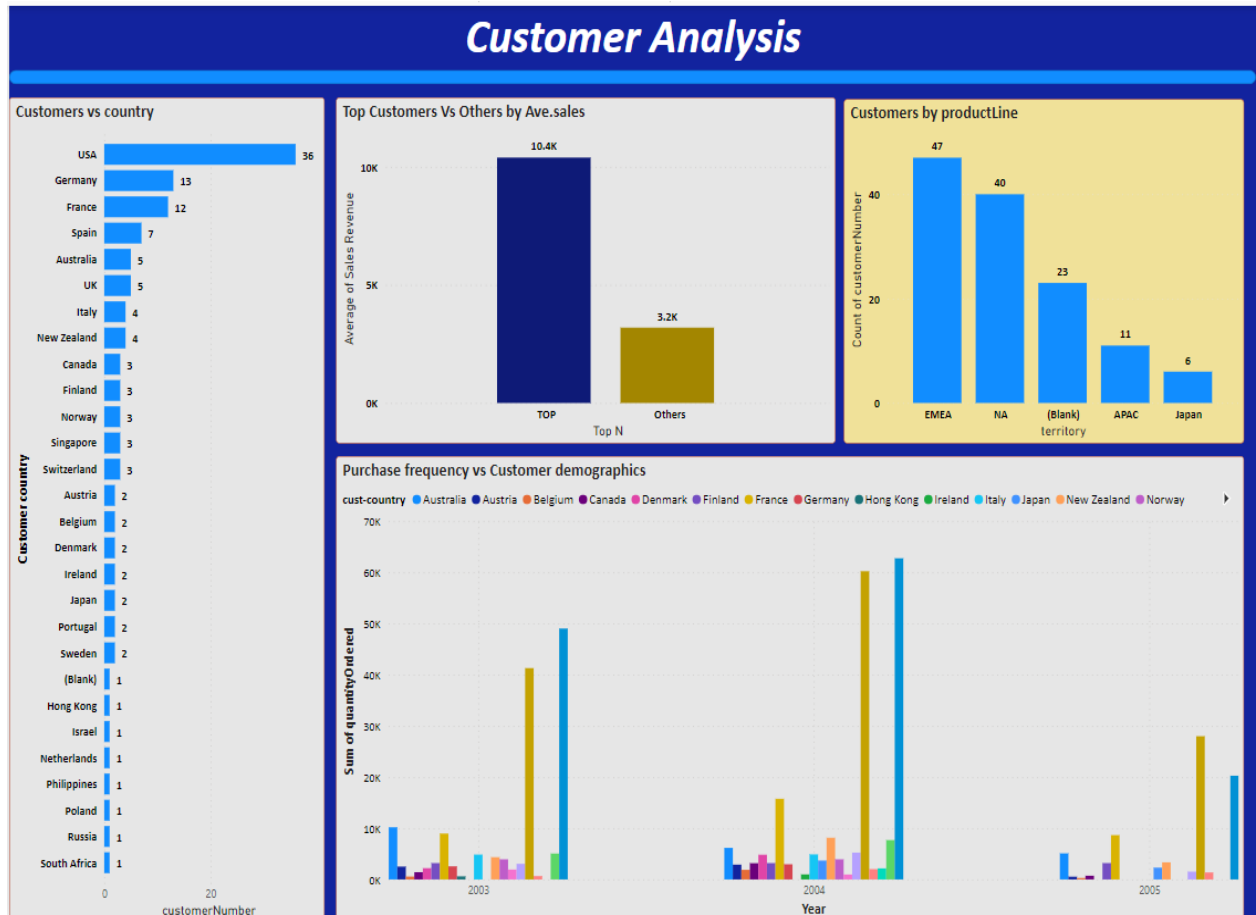 Customer Analysis
Customers vs country
USA 36
Germany 13
France 12
Spain 7
Australia 5
UK 5
Italy 4
New Zealand 4
Canada 3
Finland 3
Norway 3
Singapore 3
Switzerland 3
Austria 2
Belgium 2
Denmark 2
Ireland 2
Japan 2
Portugal 2
Sweden 2
(Blank) 1
Hong Kong 1
Israel 1
Netherlands 1
Philippines 1
Poland 1
Russia 1
South Africa 1
0 20
customerNumber
Customer country
Top Customers Vs Others by Ave.sales
10.4K
3.2K
10K
5K
0K
Average of Sales Revenue
TOP Others
Top N
Customers by productLine
47
40
23
11
6
40
20
0
Count of customerNumber
EMEA NA (Blank) APAC Japan
territory
Purchase frequency vs Customer demographics
cust-country Australia Austria Belgium Canada Denmark Finland France Germany Hong Kong Ireland Italy Japan New Zealand Norway
70K
60K
50K
40K
30K
20K
10K
0K
Sum of quantityOrdered
2003 2004 2005
Year